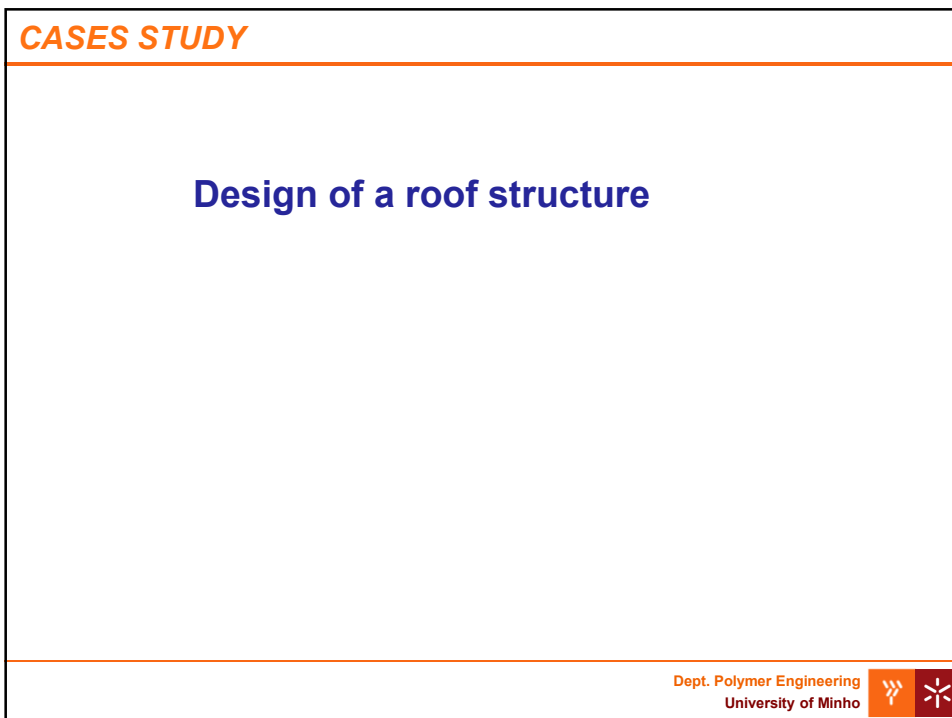 CASES STUDY
Design of a roof structure
Dept. Polymer Engineering
University of Minho